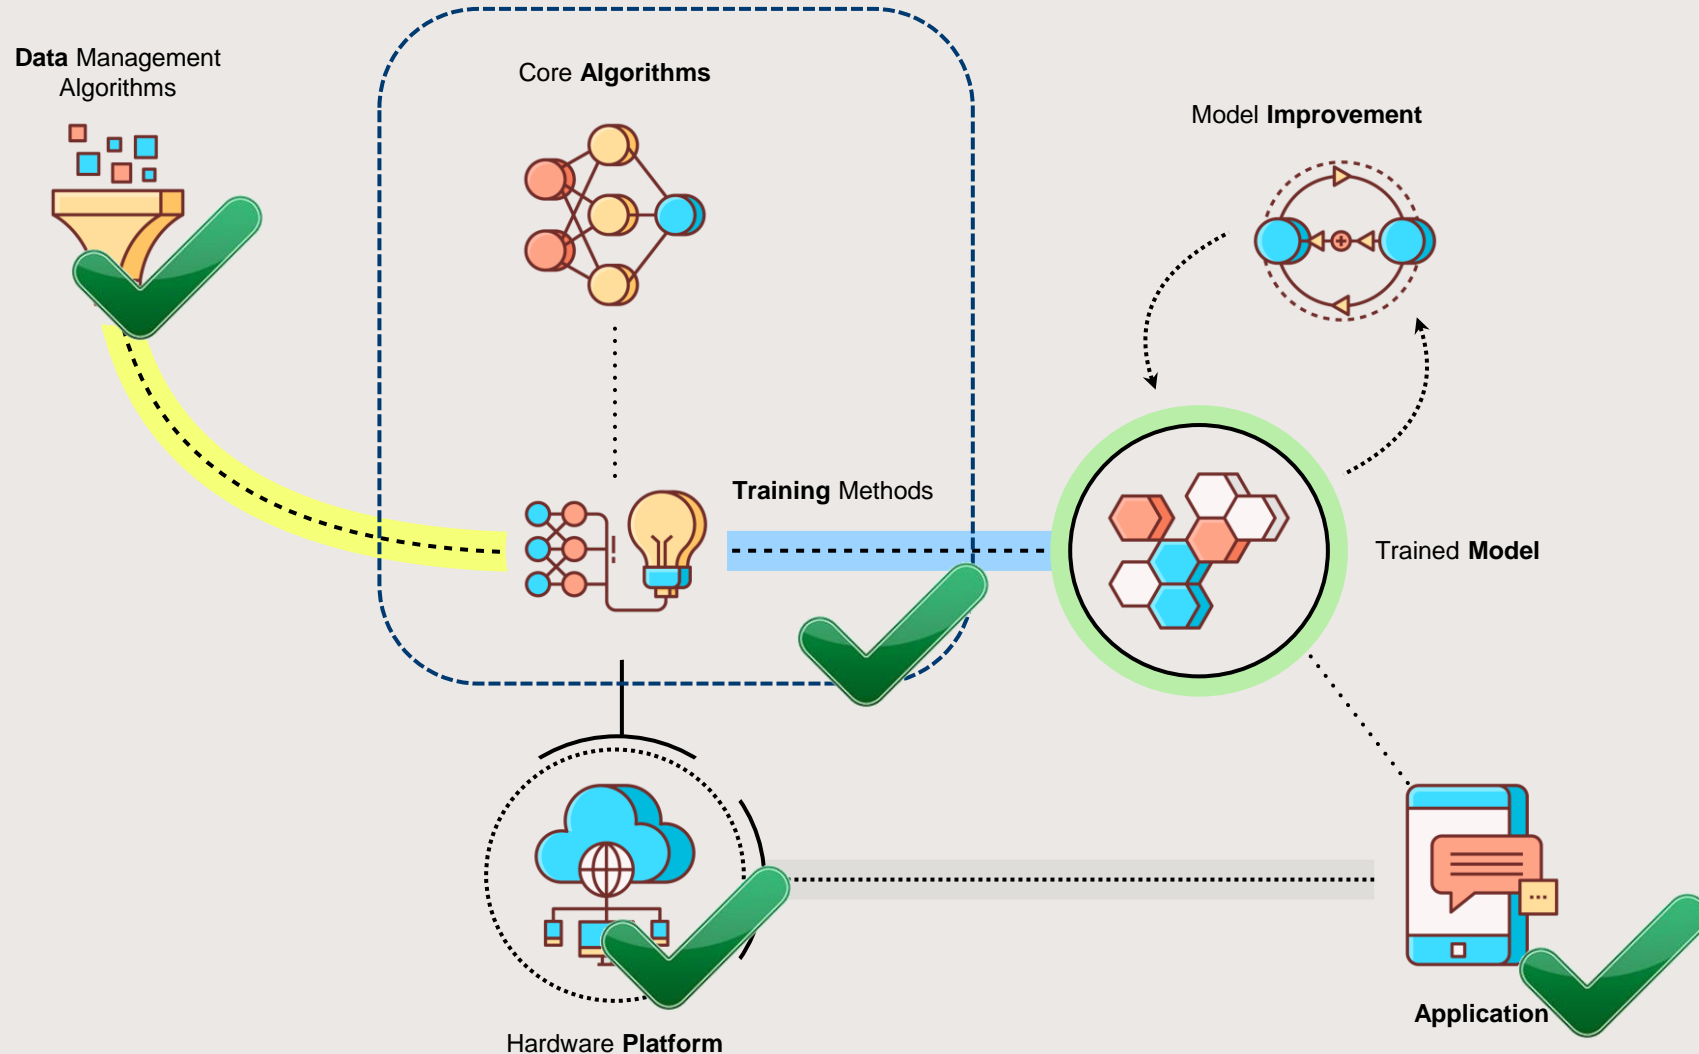 Data Management
Algorithms
Core Algorithms
Model Improvement
Training Methods
Trained Model
Application
Hardware Platform